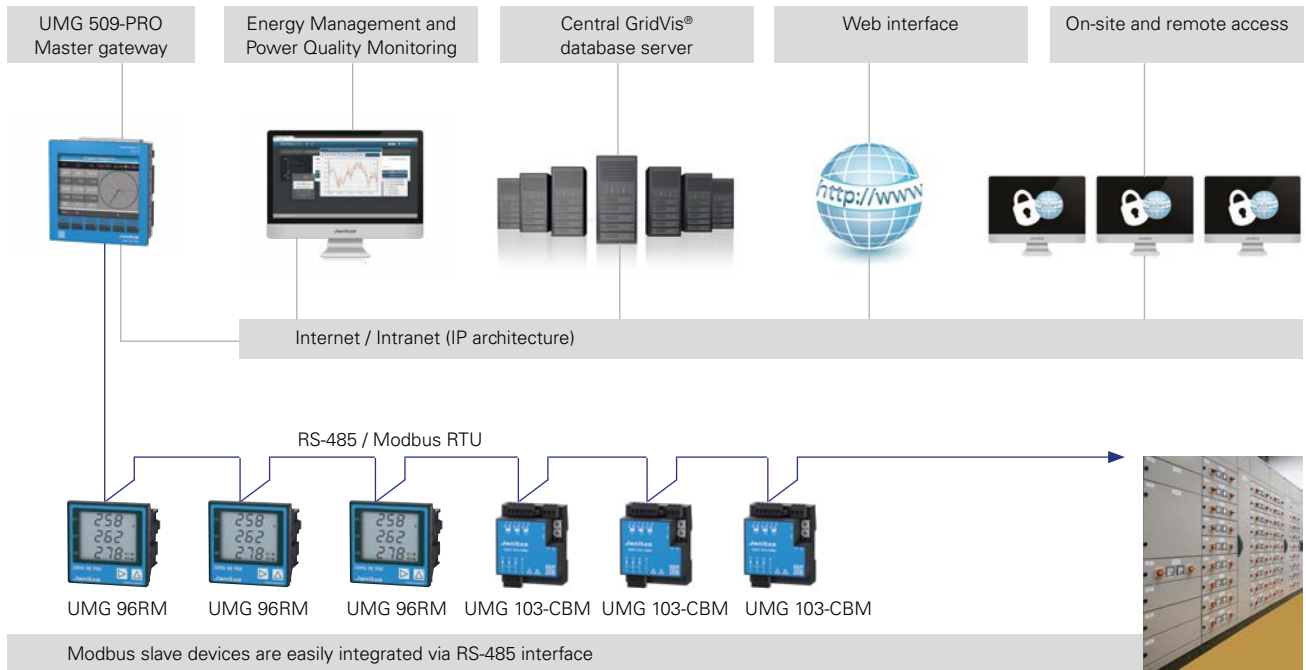 UMG 509-PRO
Master gateway
Energy Management and
Power Quality Monitoring
Central GridVis®
database server
Web interface
On-site and remote access
http://www
Internet / Intranet (IP architecture)
RS-485 / Modbus RTU
258
262
278
258
262
278
258
262
278
UMG 96RM
UMG 96RM
UMG 96RM
UMG 103-CBM
UMG 103-CBM
UMG 103-CBM
Modbus slave devices are easily integrated via RS-485 interface